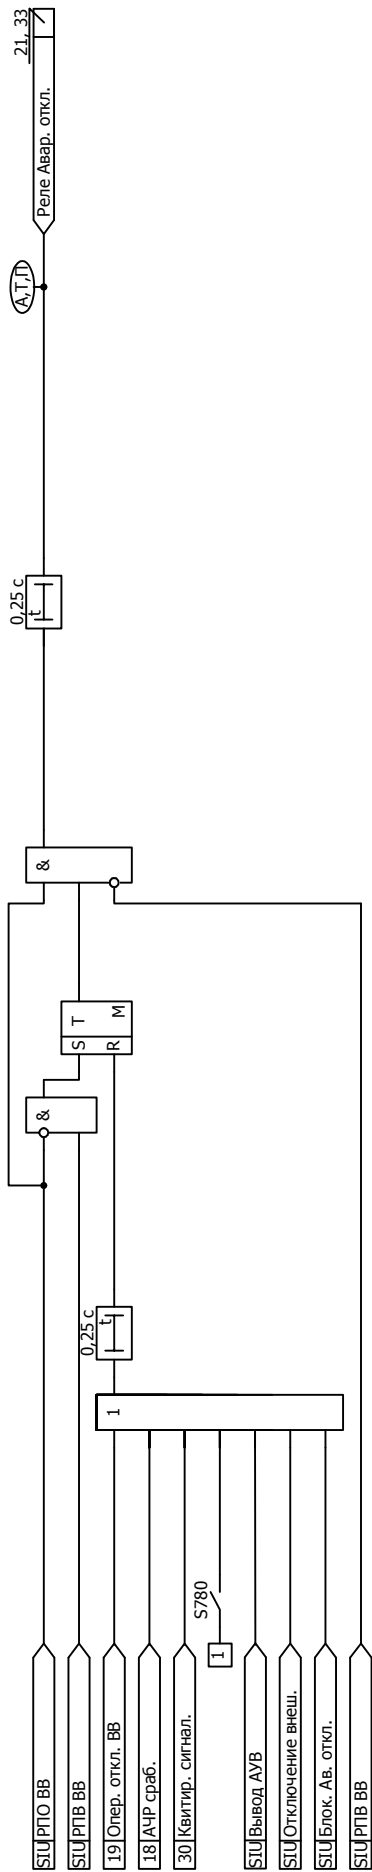 SIU РПО ВВ
SIU РПВ ВВ
19 Опер. откл. ВВ
18 АЧР сраб.
30 Квитир. сигнал.
1
S780
SIU Вывод АУВ
SIU Отключение внеш.
SIU Блок. Ав. откл.
SIU РПВ ВВ
1
0,25 с
t
&
S T
R M
&
0,25 с
t
А,Т,П
Реле Авар. откл.
21, 33